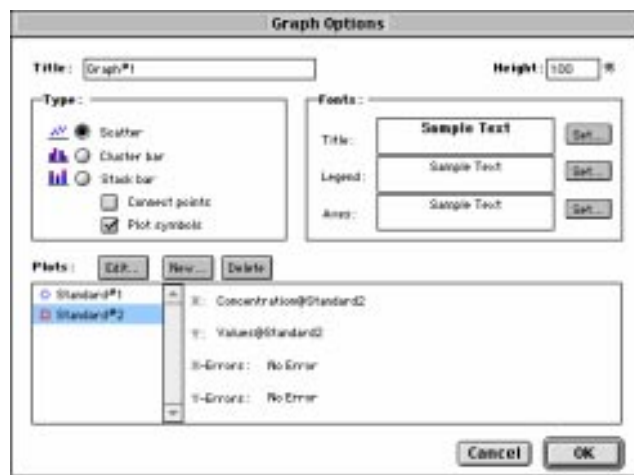 Graph Options
Title: Graph#1
Height: 100 %
Type:
Scatter
Cluster bar
Stack bar
Connect points
Plot symbols
Fonts:
Title: Sample Text Set...
Legend: Sample Text Set...
Axes: Sample Text Set...
Plots: Edit... New... Delete
Standard#1
Standard#2
X: Concentration@Standard2
Y: Values@Standard2
X-Errors: No Error
Y-Errors: No Error
Cancel OK